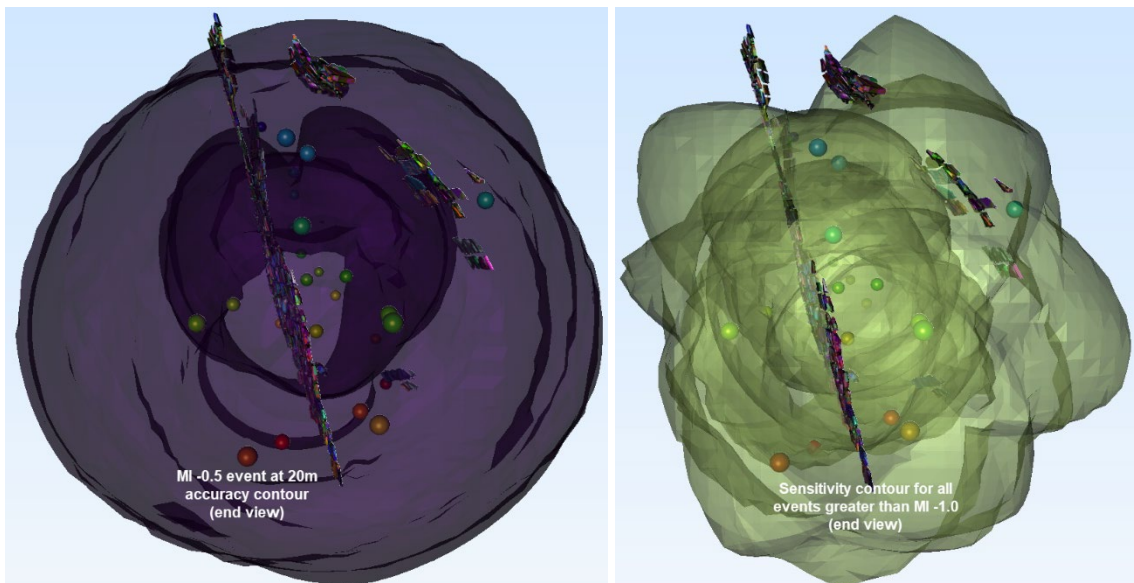 MI -0.5 event at 20m
accuracy contour
(end view)
Sensitivity contour for all
events greater than MI -1.0
(end view)